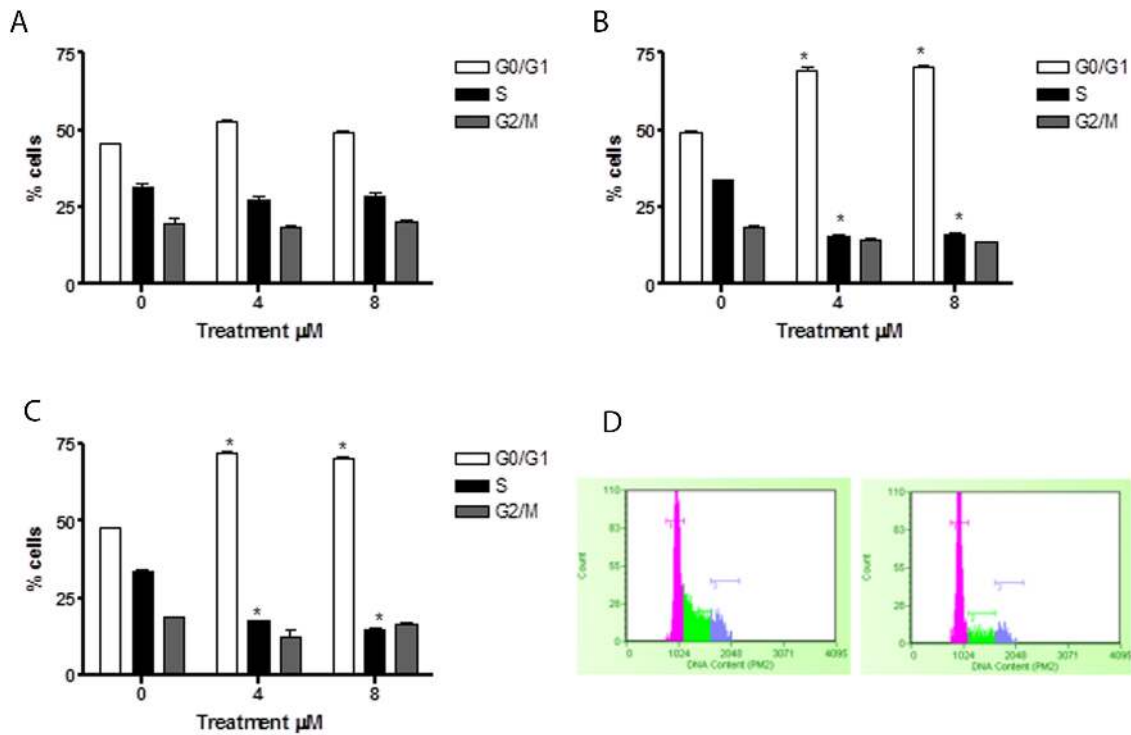 A
75
50
25
0
% cells
0 4 8
Treatment µM
G0/G1
S
G2/M
B
75
50
25
0
% cells
* *
* *
0 4 8
Treatment µM
G0/G1
S
G2/M
C
75
50
25
0
% cells
* *
* *
0 4 8
Treatment µM
G0/G1
S
G2/M
D
110
83
55
28
0
Count
0 1024 2048 3071 4095
DNA Content (PM2)
110
83
55
28
0
Count
0 1024 2048 3071 4095
DNA Content (PM2)